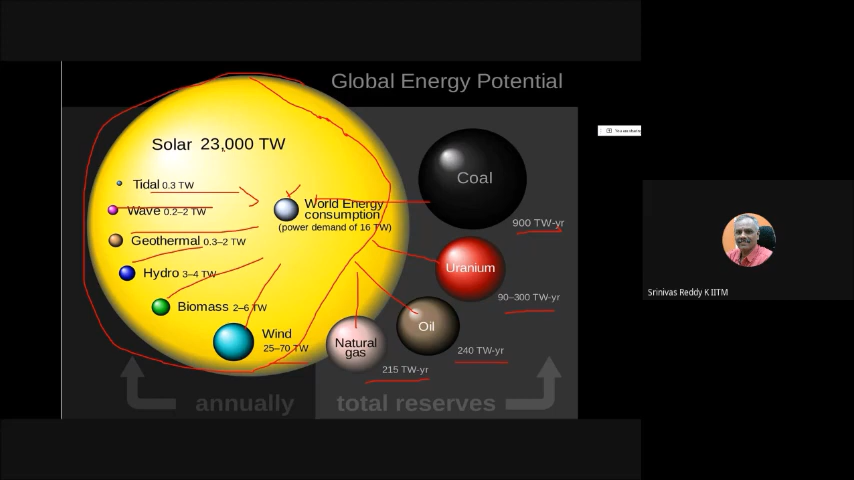 Global Energy Potential
Solar 23,000 TW
Tidal 0.3 TW
Wave 0.2–2 TW
Geothermal 0.3–2 TW
Hydro 3–4 TW
Biomass 2–6 TW
Wind
25–70 TW
World Energy
consumption
(power demand of 16 TW)
Coal
900 TW-yr
Uranium
90–300 TW-yr
Oil
240 TW-yr
Natural
gas
215 TW-yr
annually
total reserves
Srinivas Reddy K IITM